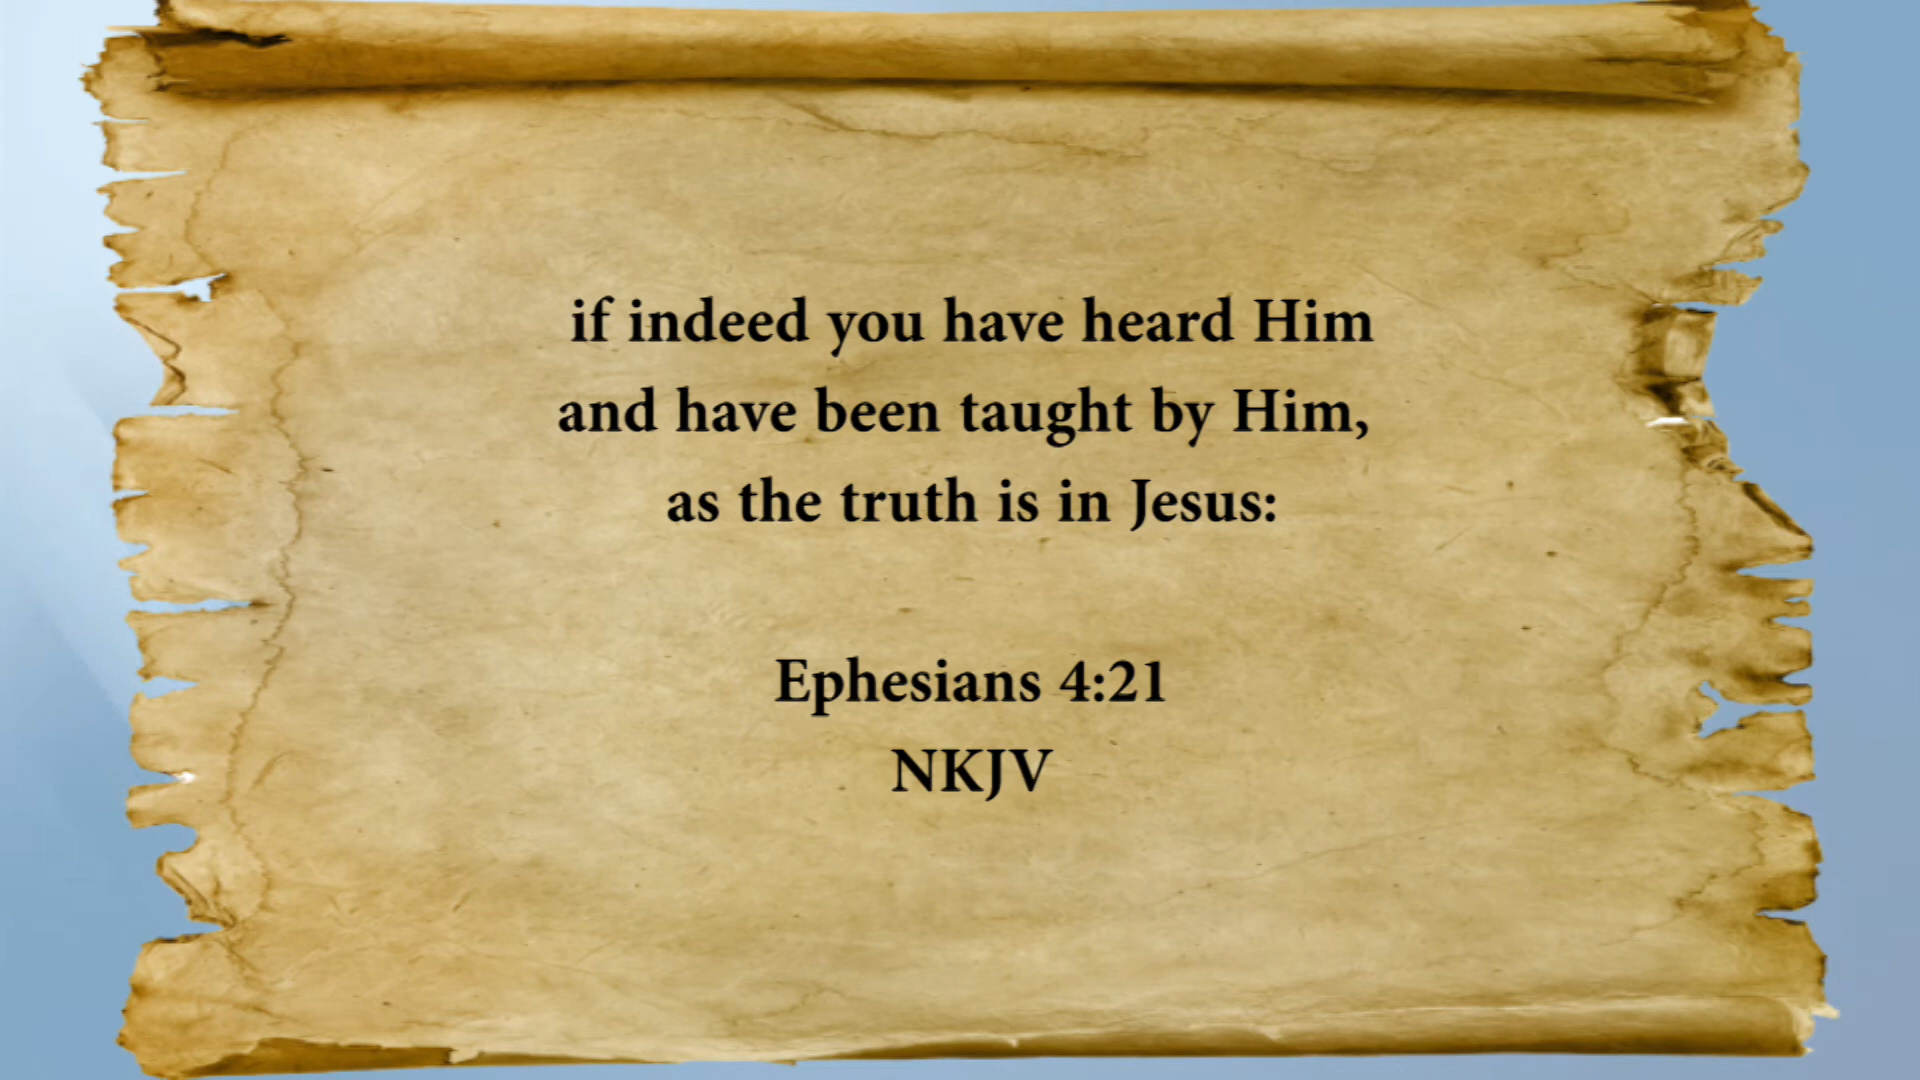 if indeed you have heard Him
and have been taught by Him,
as the truth is in Jesus:
Ephesians 4:21
NKJV